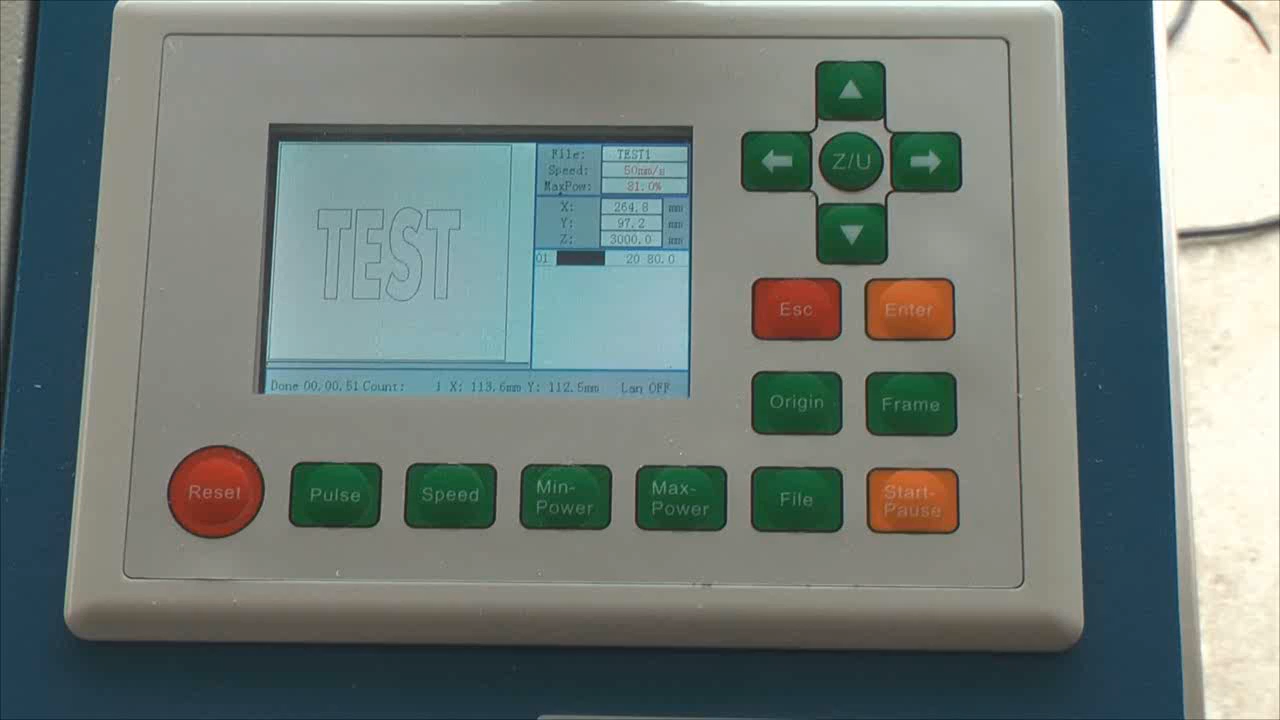 TEST
File: TEST1
Speed: 50mm/s
MaxPow: 81.0%
X: 264.8 mm
Y: 97.2 mm
Z: 3000.0 mm
01 20 80.0
Done 00.00.51 Count: 1 X: 113.6mm Y: 112.5mm Lan OFF
Z/U
Esc
Enter
Origin
Frame
Reset
Pulse
Speed
Min-
Power
Max-
Power
File
Start-
Pause